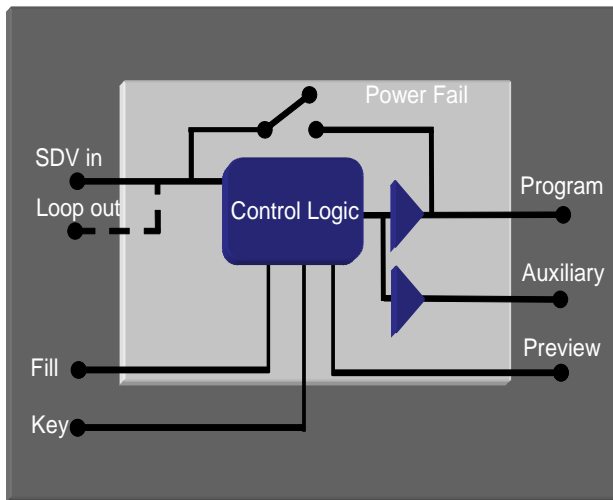 Power Fail
SDV in
Loop out
Control Logic
Program
Auxiliary
Preview
Fill
Key